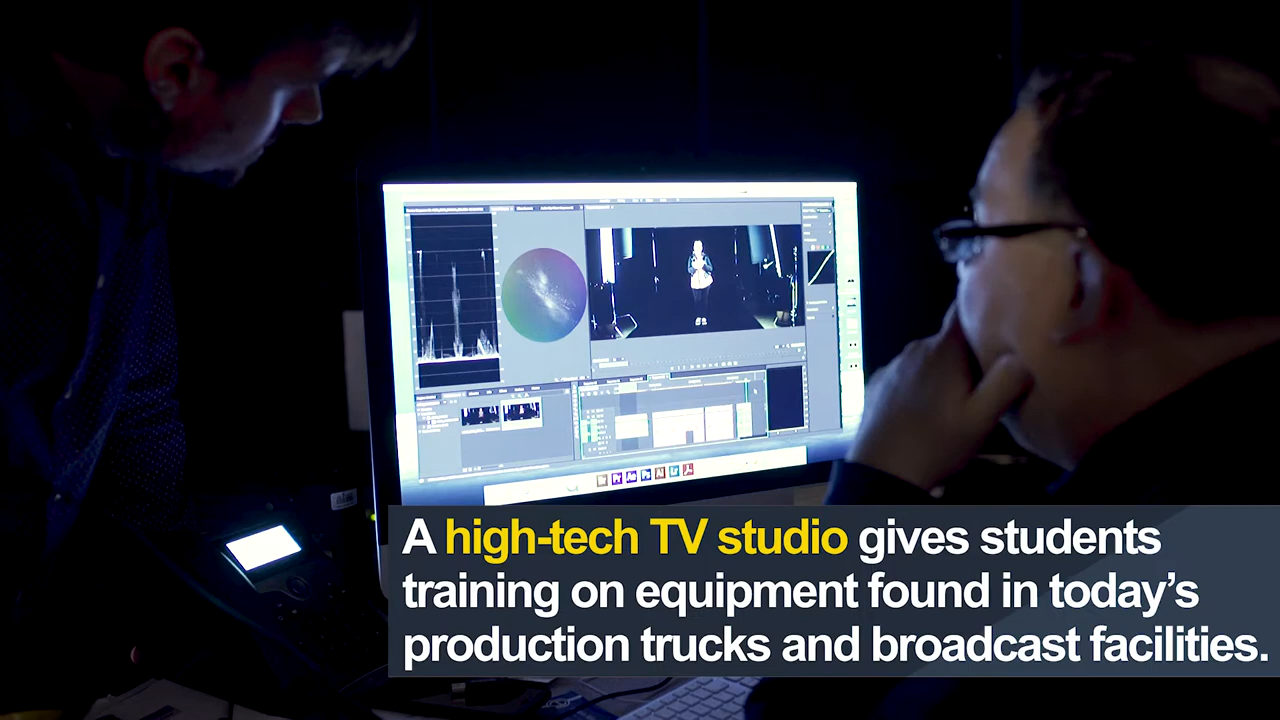 A high-tech TV studio gives students
training on equipment found in today’s
production trucks and broadcast facilities.